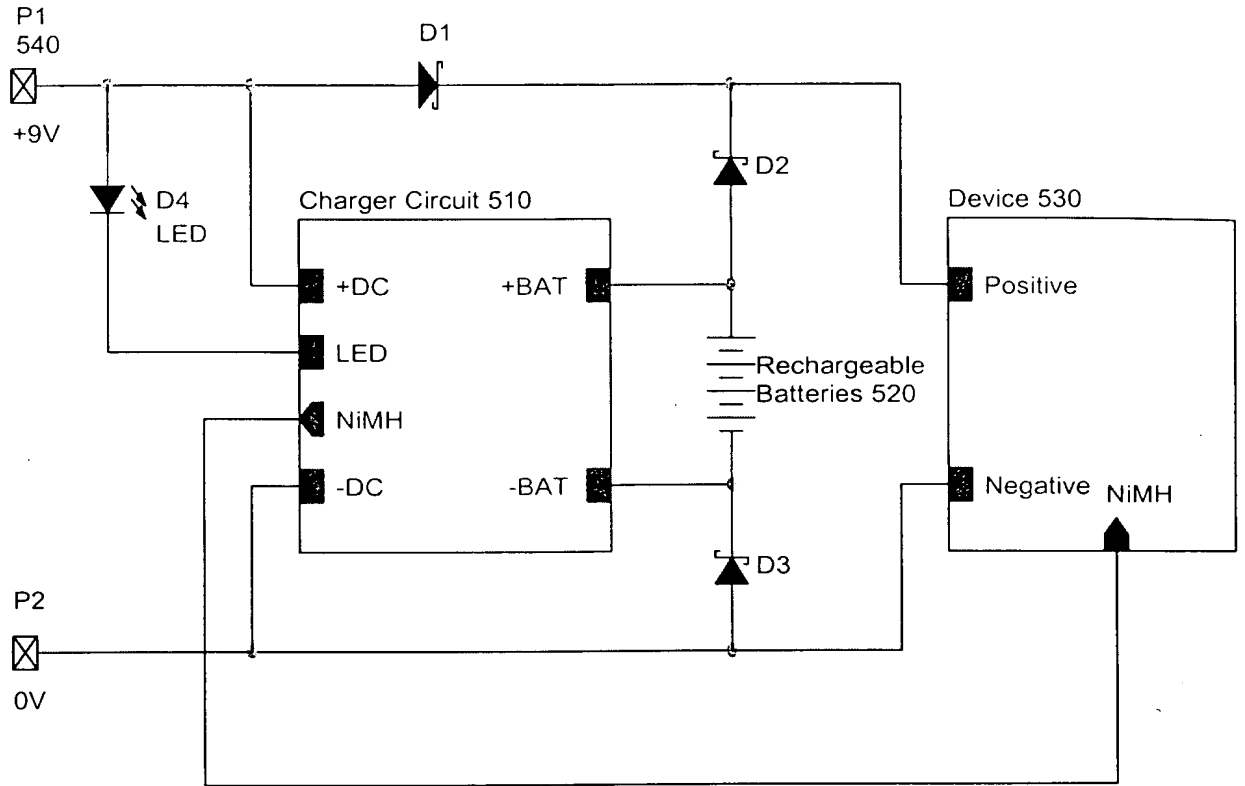 P1
540
+9V
D1
D2
D4
LED
Charger Circuit 510
+DC
LED
NiMH
-DC
+BAT
-BAT
Rechargeable
Batteries 520
D3
Device 530
Positive
Negative
NiMH
P2
0V